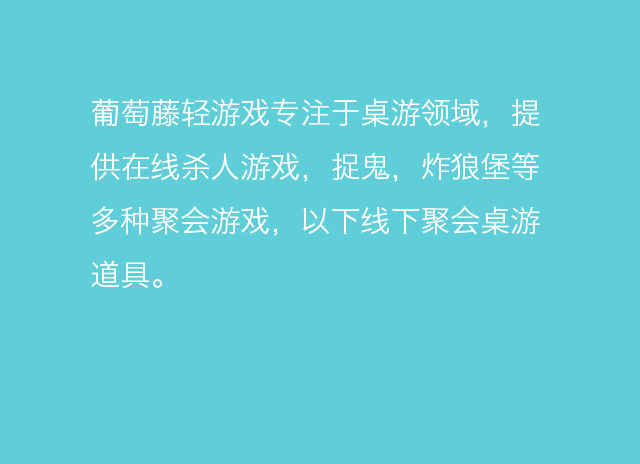 葡萄藤轻游戏专注于桌游领域，提
供在线杀人游戏，捉鬼，炸狼堡等
多种聚会游戏，以下线下聚会桌游
道具。